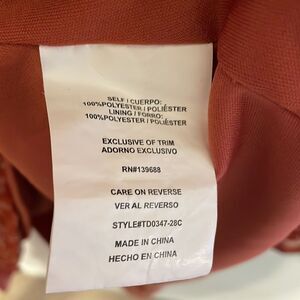 SELF / CUERPO:
100%POLYESTER / POLIÉSTER
LINING / FORRO:
100%POLYESTER / POLIÉSTER
EXCLUSIVE OF TRIM
ADORNO EXCLUSIVO
RN#139688
CARE ON REVERSE
VER AL REVERSO
STYLE#TD0347-28C
MADE IN CHINA
HECHO EN CHINA